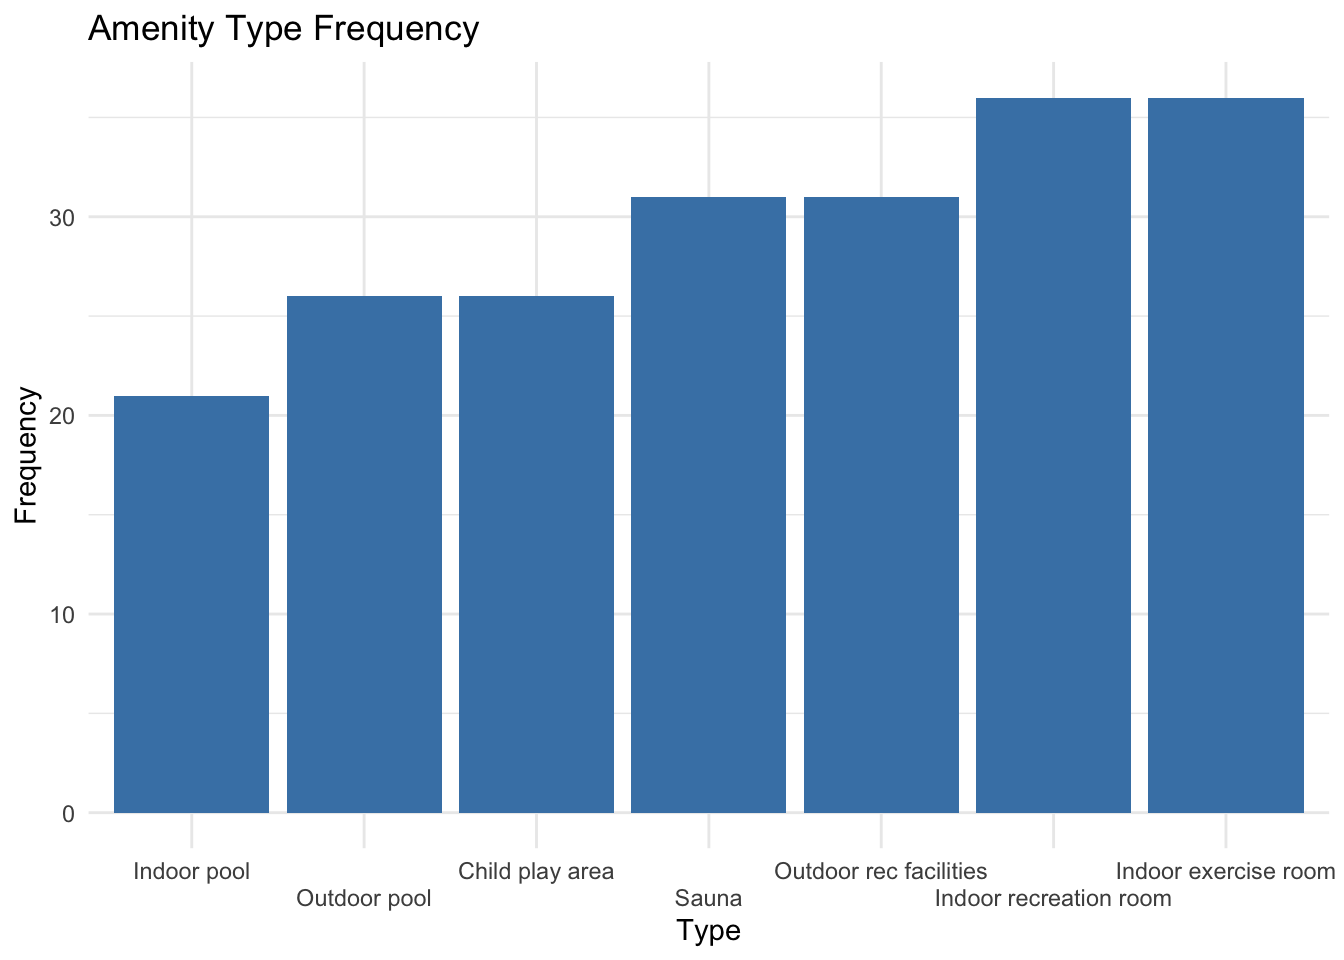 Amenity Type Frequency
Frequency
30
20
10
0
Indoor pool
Outdoor pool
Child play area
Sauna
Outdoor rec facilities
Indoor recreation room
Indoor exercise room
Type